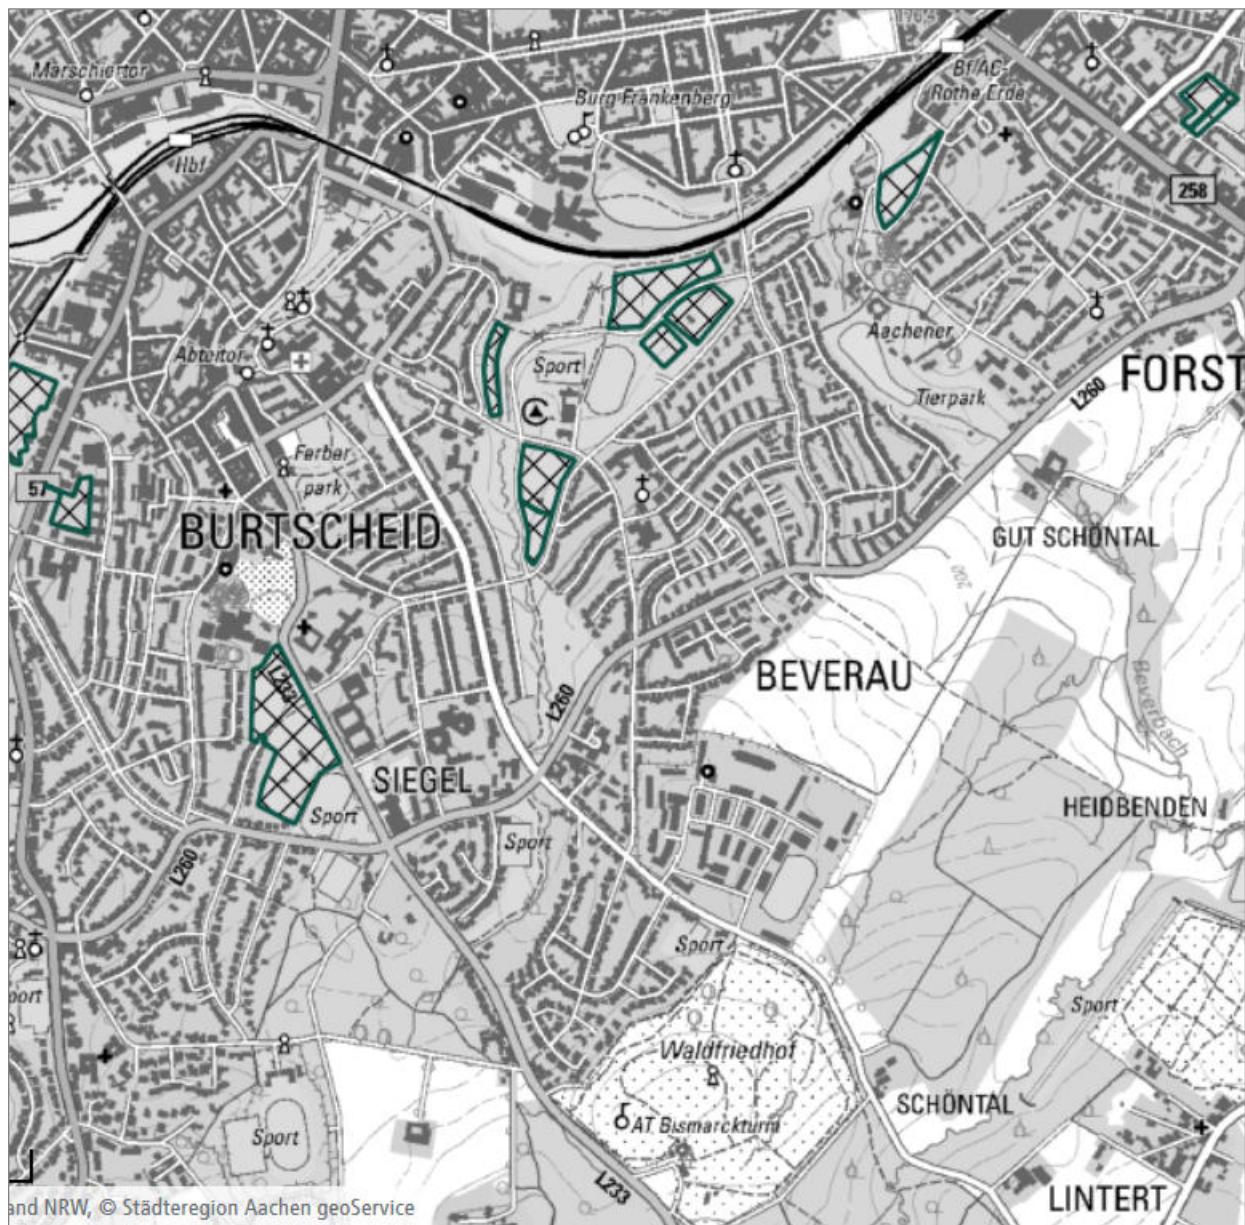 Marschiertor
Burg Frankenberg
Bf AC-
Rothe Erde
Hbf
258
Abteitor
Sport
Aachener
Tierpark
FORST
L260
Ferber
park
57
BURTSCHEID
GUT SCHÖNTAL
200
BEVERAU
Beverbach
L260
SIEGEL
Sport
HEIDBENDEN
L260
Sport
Sport
Sport
Waldfriedhof
SCHÖNTAL
AT Bismarckturm
Sport
L233
LINTERT
and NRW, © Städteregion Aachen geoService